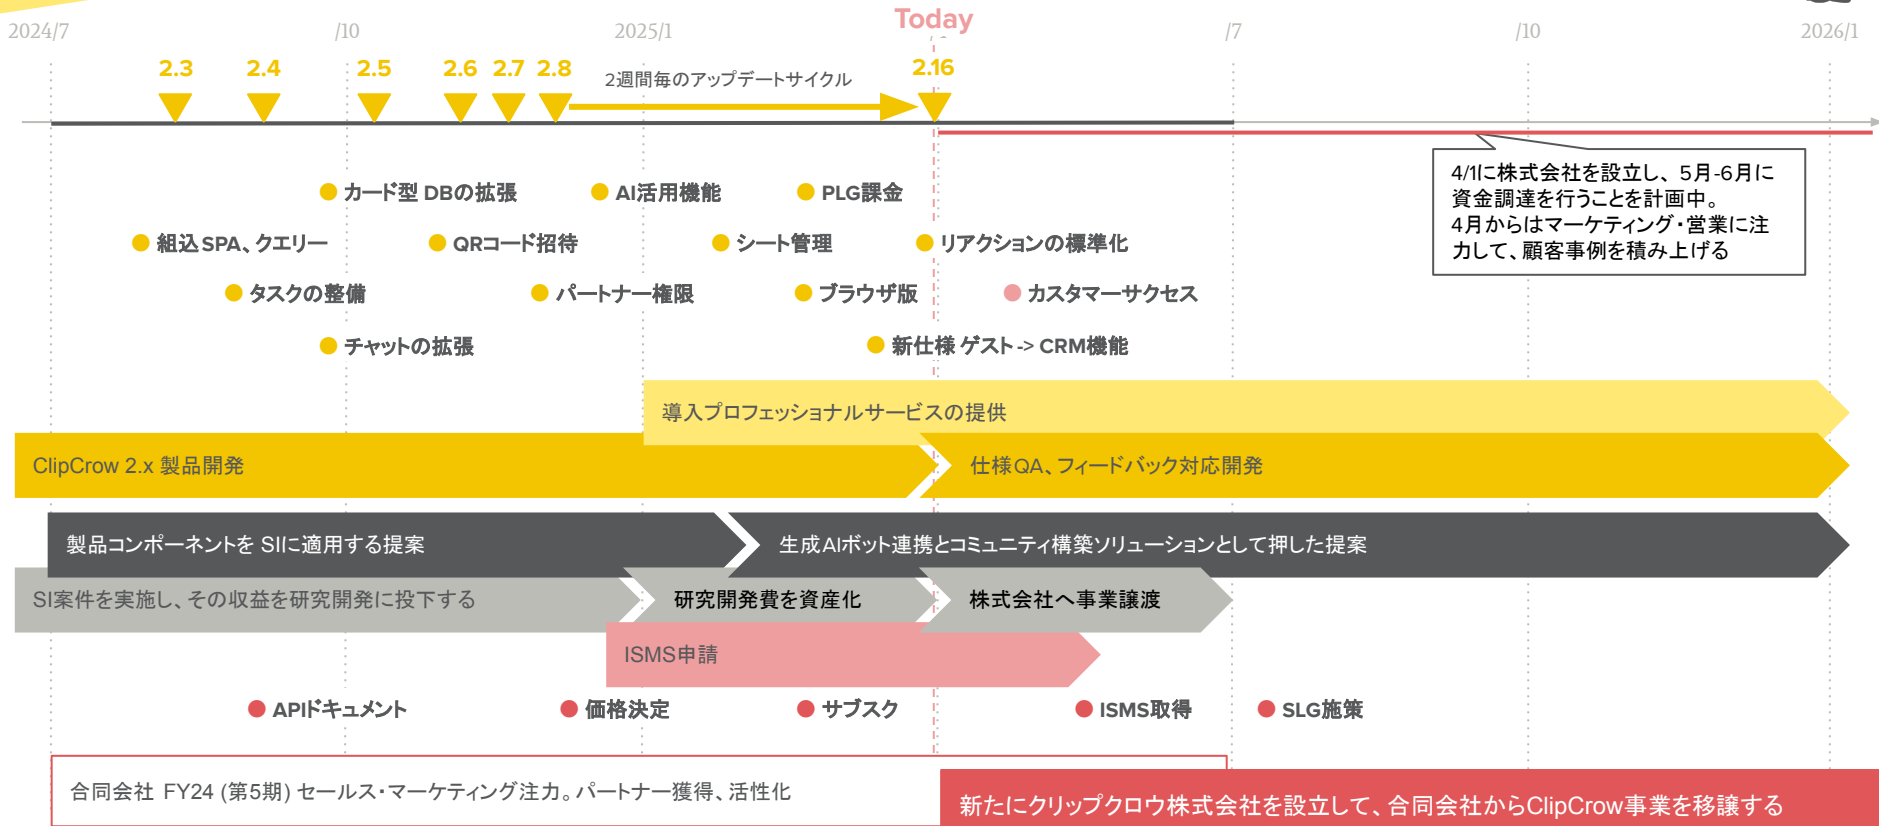 Today
2024/7
/10
2025/1
/7
/10
2026/1
2.3
2.4
2.5
2.6
2.7
2.8
2週間毎のアップデートサイクル
2.16
4/1に株式会社を設立し、5月-6月に
資金調達を行うことを計画中。
4月からはマーケティング・営業に注
力して、顧客事例を積み上げる
カード型 DBの拡張
AI活用機能
PLG課金
組込SPA、クエリー
QRコード招待
シート管理
リアクションの標準化
タスクの整備
パートナー権限
ブラウザ版
カスタマーサクセス
チャットの拡張
新仕様 ゲスト -> CRM機能
導入プロフェッショナルサービスの提供
ClipCrow 2.x 製品開発
仕様QA、フィードバック対応開発
製品コンポーネントを SIに適用する提案
生成AIボット連携とコミュニティ構築ソリューションとして押した提案
SI案件を実施し、その収益を研究開発に投下する
研究開発費を資産化
株式会社へ事業譲渡
ISMS申請
APIドキュメント
価格決定
サブスク
ISMS取得
SLG施策
合同会社 FY24 (第5期) セールス・マーケティング注力。パートナー獲得、活性化
新たにクリップクロウ株式会社を設立して、合同会社からClipCrow事業を移譲する